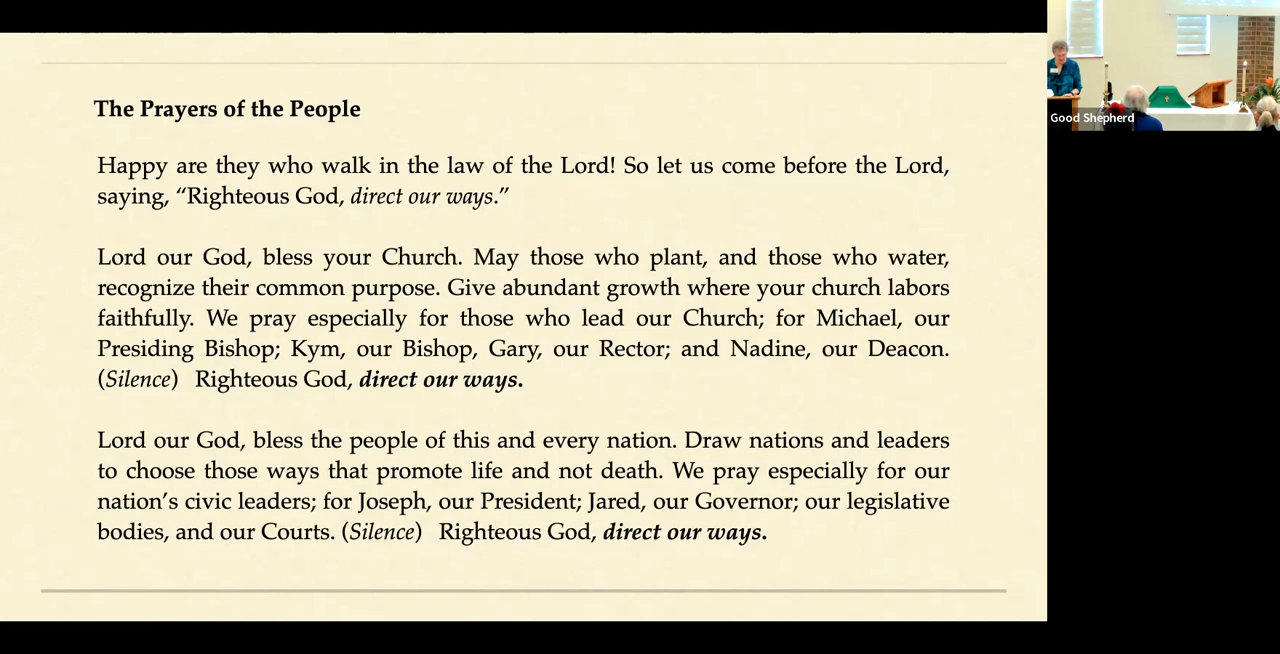 The Prayers of the People
Happy are they who walk in the law of the Lord! So let us come before the Lord,
saying, “Righteous God, direct our ways.”
Lord our God, bless your Church. May those who plant, and those who water,
recognize their common purpose. Give abundant growth where your church labors
faithfully. We pray especially for those who lead our Church; for Michael, our
Presiding Bishop; Kym, our Bishop, Gary, our Rector; and Nadine, our Deacon.
(Silence) Righteous God, direct our ways.
Lord our God, bless the people of this and every nation. Draw nations and leaders
to choose those ways that promote life and not death. We pray especially for our
nation’s civic leaders; for Joseph, our President; Jared, our Governor; our legislative
bodies, and our Courts. (Silence) Righteous God, direct our ways.
Good Shepherd